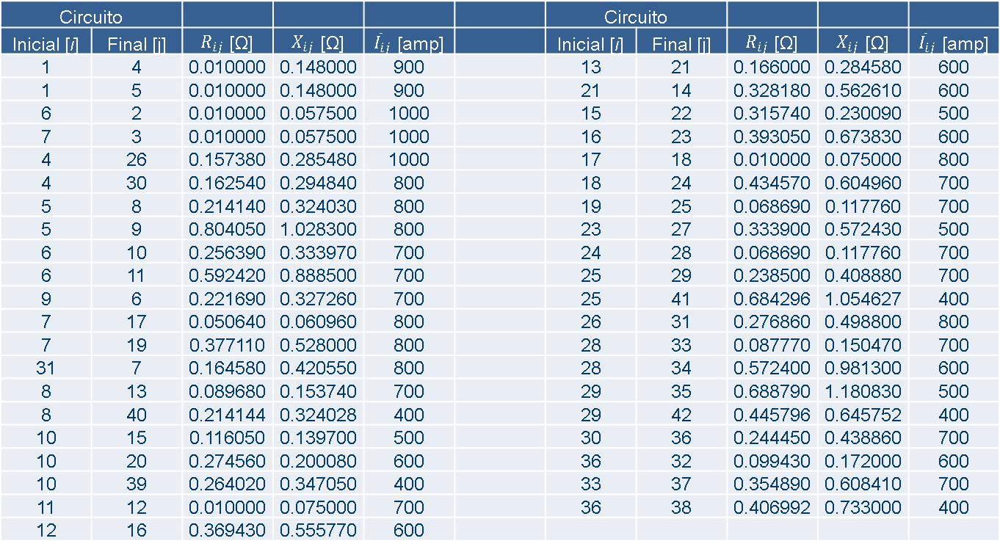 Circuito Circuito
Inicial [i] Final [j] R_ij [Ω] X_ij [Ω] Ī_ij [amp] Inicial [i] Final [j] R_ij [Ω] X_ij [Ω] Ī_ij [amp]
1 4 0.010000 0.148000 900 13 21 0.166000 0.284580 600
1 5 0.010000 0.148000 900 21 14 0.328180 0.562610 600
6 2 0.010000 0.057500 1000 15 22 0.315740 0.230090 500
7 3 0.010000 0.057500 1000 16 23 0.393050 0.673830 600
4 26 0.157380 0.285480 1000 17 18 0.010000 0.075000 800
4 30 0.162540 0.294840 800 18 24 0.434570 0.604960 700
5 8 0.214140 0.324030 800 19 25 0.068690 0.117760 700
5 9 0.804050 1.028300 800 23 27 0.333900 0.572430 500
6 10 0.256390 0.333970 700 24 28 0.068690 0.117760 700
6 11 0.592420 0.888500 700 25 29 0.238500 0.408880 700
9 6 0.221690 0.327260 700 25 41 0.684296 1.054627 400
7 17 0.050640 0.060960 800 26 31 0.276860 0.498800 800
7 19 0.377110 0.528000 800 28 33 0.087770 0.150470 700
31 7 0.164580 0.420550 800 28 34 0.572400 0.981300 600
8 13 0.089680 0.153740 700 29 35 0.688790 1.180830 500
8 40 0.214144 0.324028 400 29 42 0.445796 0.645752 400
10 15 0.116050 0.139700 500 30 36 0.244450 0.438860 700
10 20 0.274560 0.200080 600 36 32 0.099430 0.172000 600
10 39 0.264020 0.347050 400 33 37 0.354890 0.608410 700
11 12 0.010000 0.075000 700 36 38 0.406992 0.733000 400
12 16 0.369430 0.555770 600